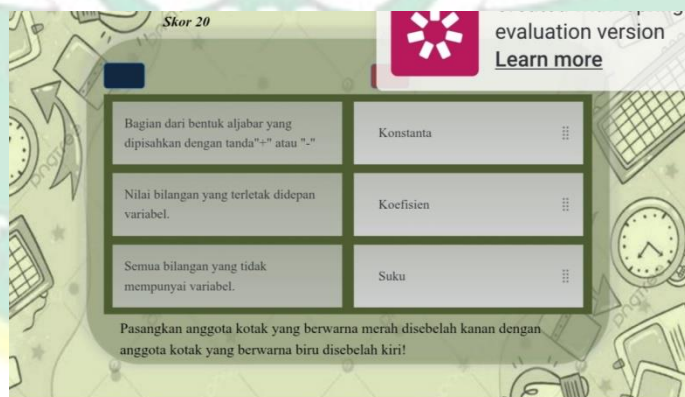 Skor 20
evaluation version
Learn more
Bagian dari bentuk aljabar yang
dipisahkan dengan tanda"+" atau "-"
Konstanta
Nilai bilangan yang terletak didepan
variabel.
Koefisien
Semua bilangan yang tidak
mempunyai variabel.
Suku
Pasangkan anggota kotak yang berwarna merah disebelah kanan dengan
anggota kotak yang berwarna biru disebelah kiri!